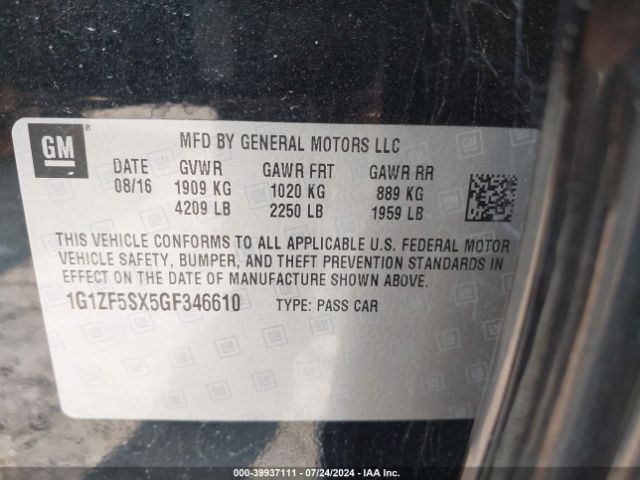 GM ®
MFD BY GENERAL MOTORS LLC
DATE GVWR GAWR FRT GAWR RR
08/16 1909 KG 1020 KG 889 KG
4209 LB 2250 LB 1959 LB
THIS VEHICLE CONFORMS TO ALL APPLICABLE U.S. FEDERAL MOTOR
VEHICLE SAFETY, BUMPER, AND THEFT PREVENTION STANDARDS IN
EFFECT ON THE DATE OF MANUFACTURE SHOWN ABOVE.
1G1ZF5SX5GF346610 TYPE: PASS CAR
000-39937111 - 07/24/2024 - IAA Inc.